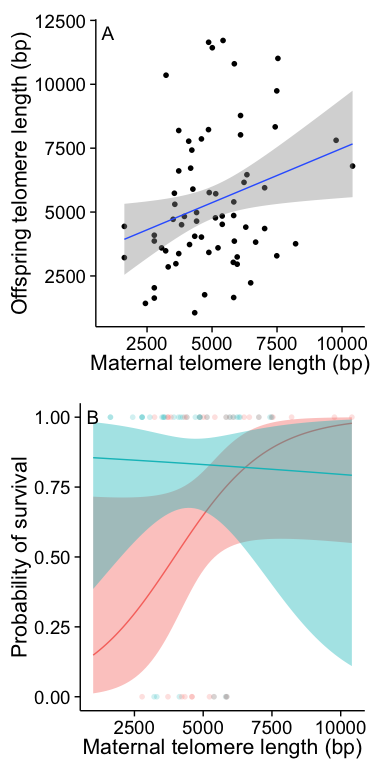 A
Offspring telomere length (bp)
12500
10000
7500
5000
2500
2500 5000 7500 10000
Maternal telomere length (bp)
B
Probability of survival
1.00
0.75
0.50
0.25
0.00
2500 5000 7500 10000
Maternal telomere length (bp)